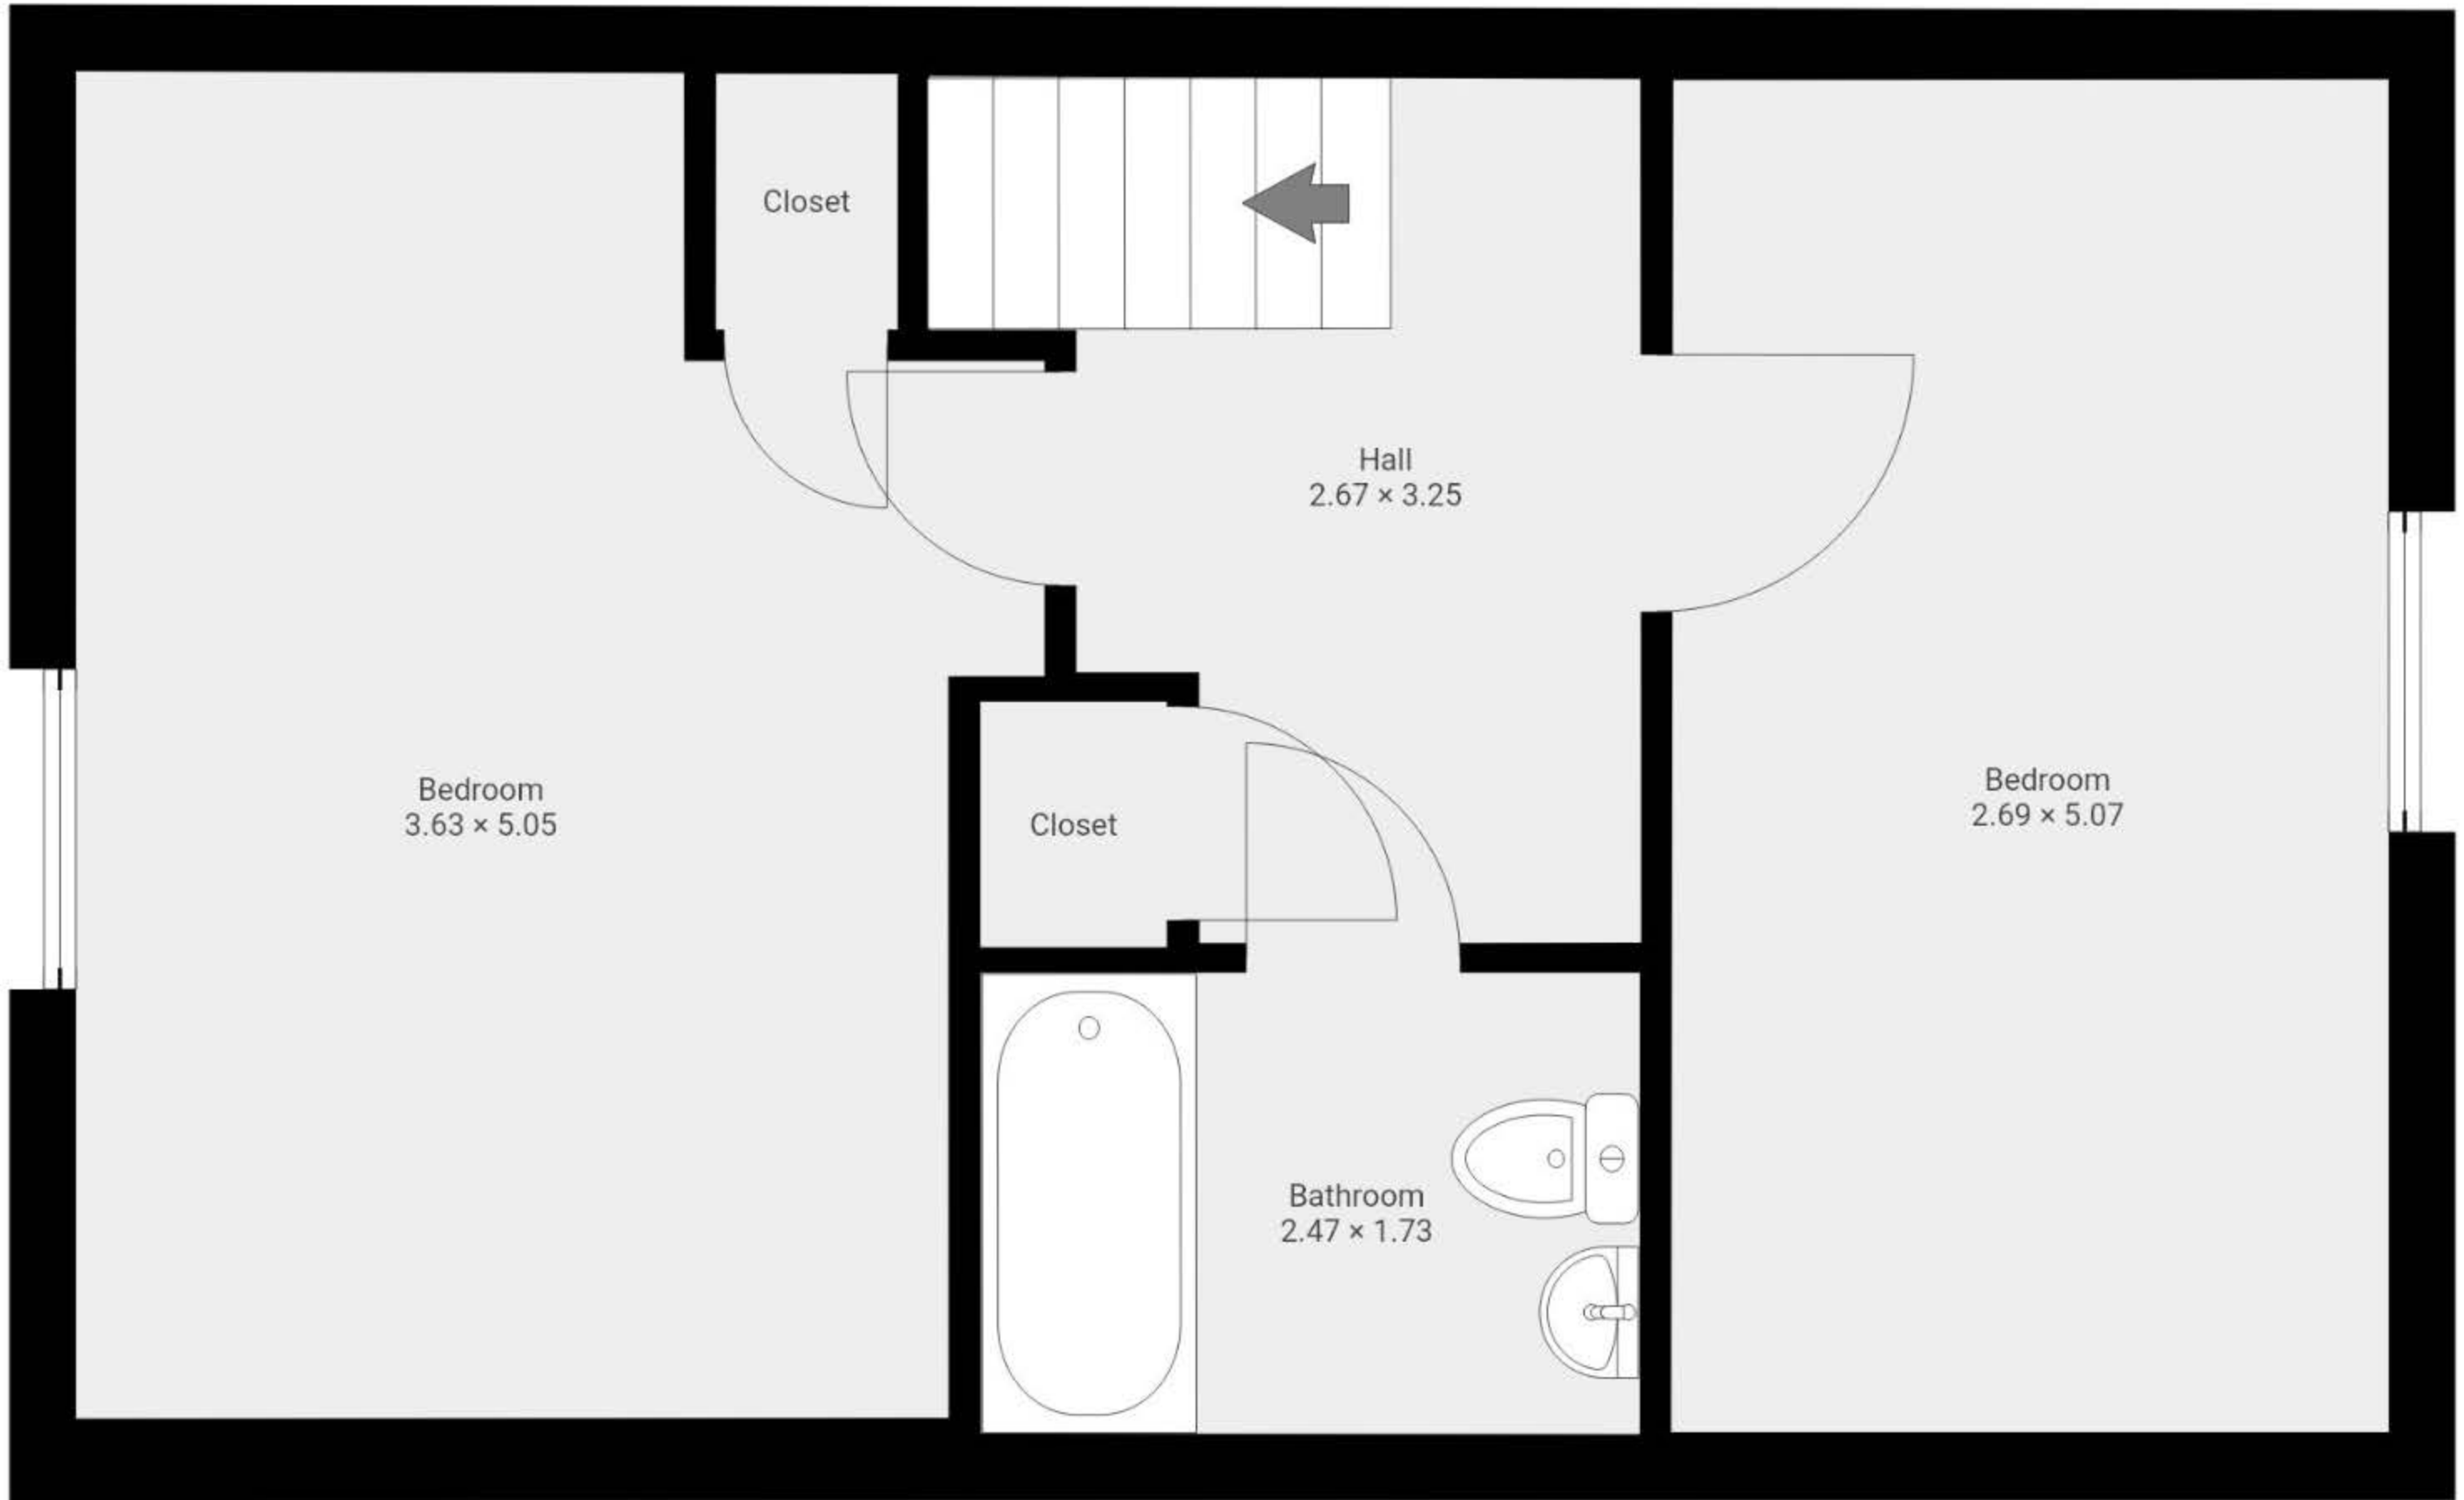 Closet
Hall
2.67 × 3.25
Bedroom
3.63 × 5.05
Closet
Bedroom
2.69 × 5.07
Bathroom
2.47 × 1.73